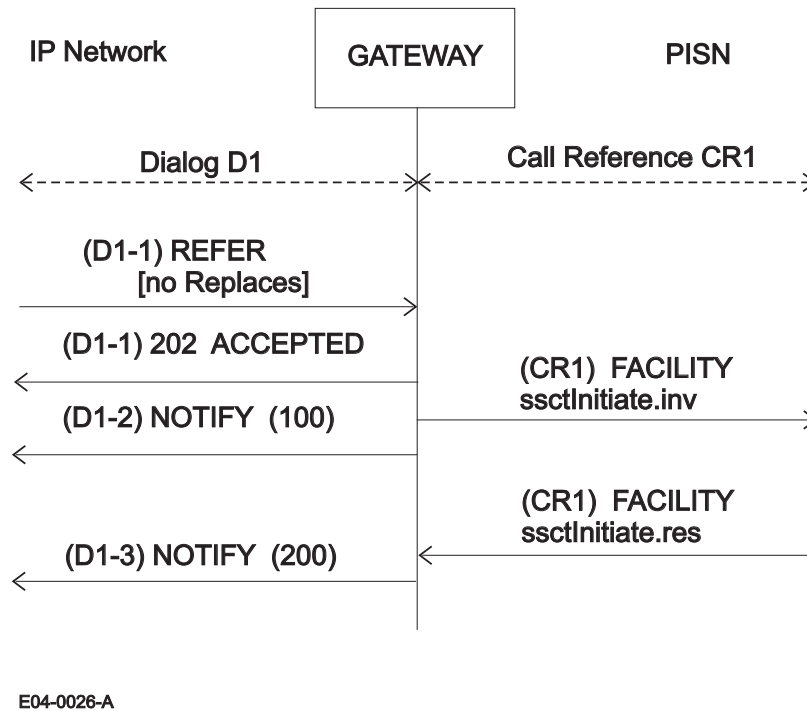 IP Network
GATEWAY
PISN
Dialog D1
Call Reference CR1
(D1-1) REFER
[no Replaces]
(D1-1) 202 ACCEPTED
(CR1) FACILITY
ssctInitiate.inv
(D1-2) NOTIFY (100)
(CR1) FACILITY
ssctInitiate.res
(D1-3) NOTIFY (200)
E04-0026-A